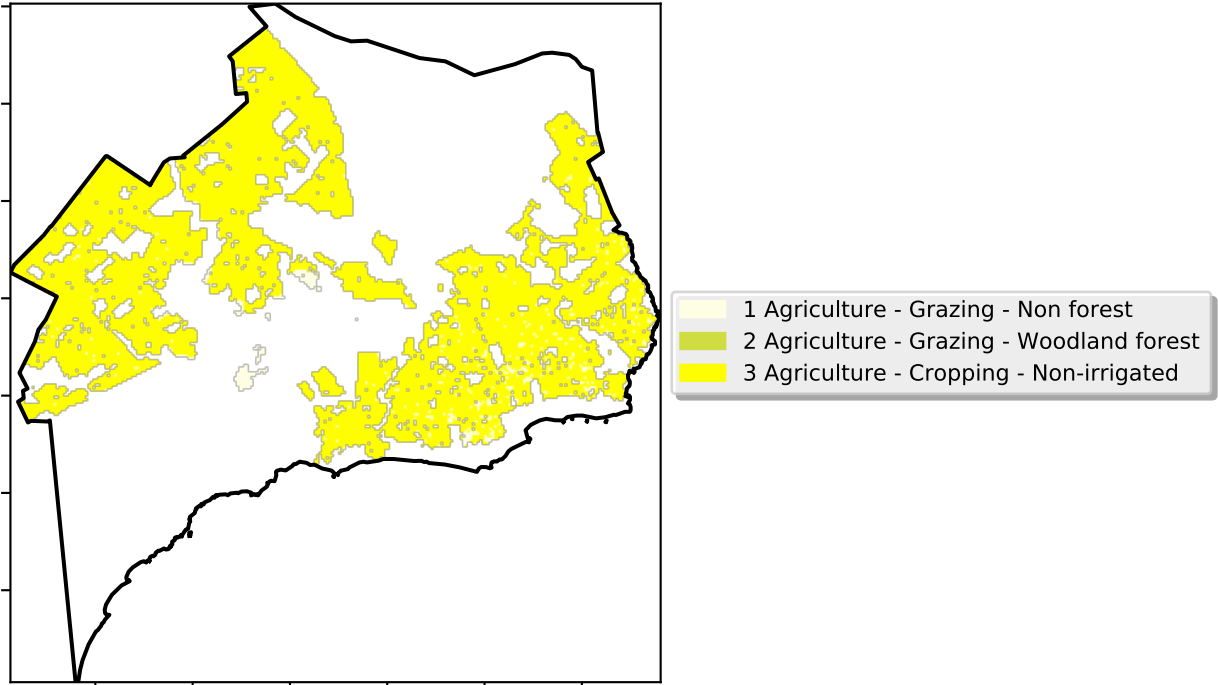 1 Agriculture - Grazing - Non forest
2 Agriculture - Grazing - Woodland forest
3 Agriculture - Cropping - Non-irrigated